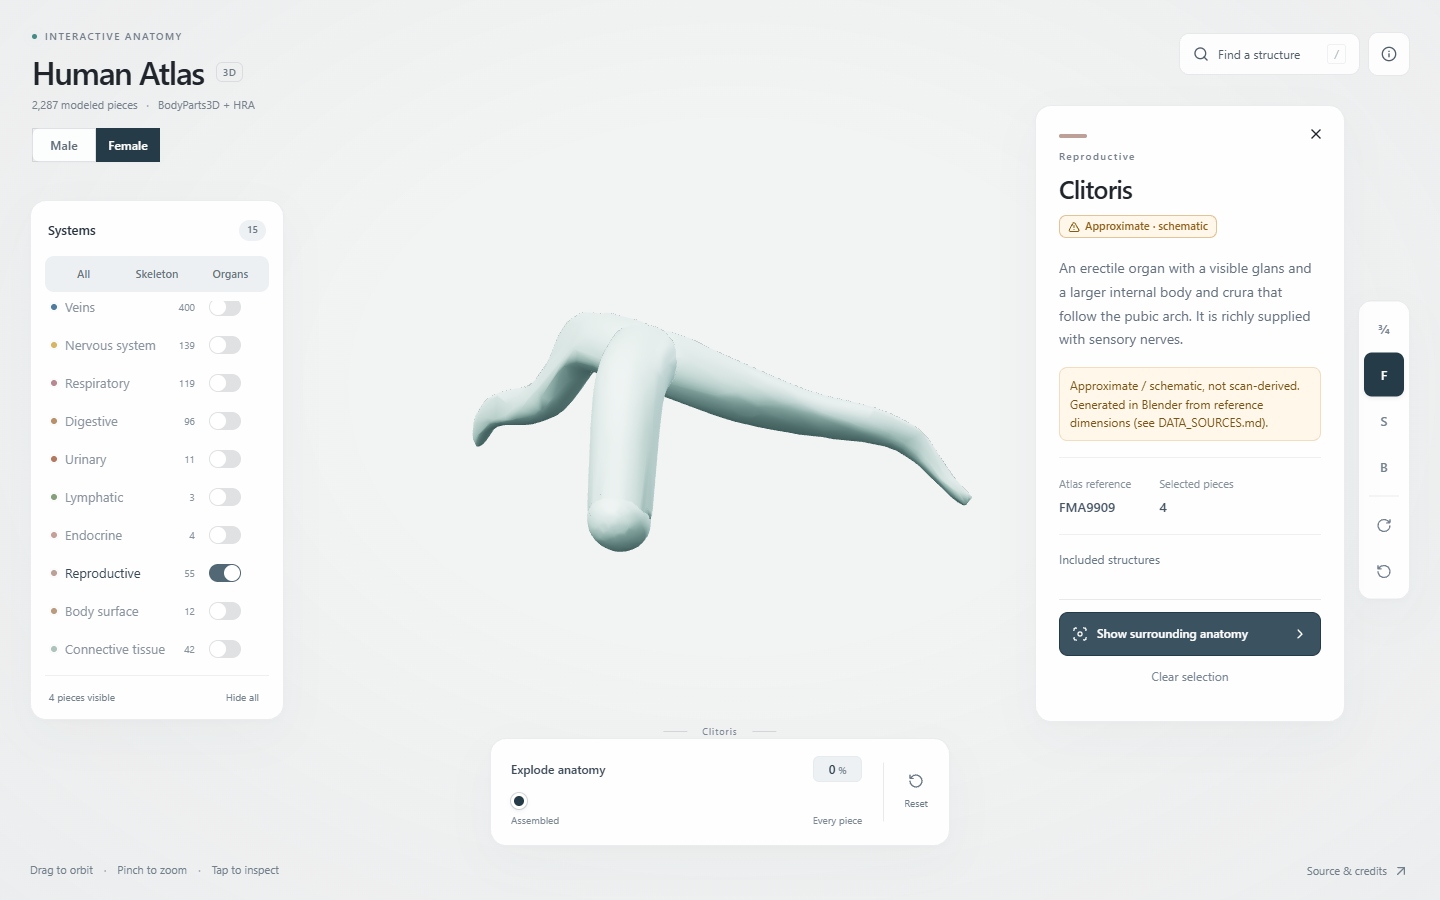 INTERACTIVE ANATOMY
Human Atlas 3D
2,287 modeled pieces · BodyParts3D + HRA
Male Female
Systems 15
All Skeleton Organs
Veins 400
Nervous system 139
Respiratory 119
Digestive 96
Urinary 11
Lymphatic 3
Endocrine 4
Reproductive 55
Body surface 12
Connective tissue 42
4 pieces visible Hide all
Find a structure /
Reproductive
Clitoris
Approximate · schematic
An erectile organ with a visible glans and
a larger internal body and crura that
follow the pubic arch. It is richly supplied
with sensory nerves.
Approximate / schematic, not scan-derived.
Generated in Blender from reference
dimensions (see DATA_SOURCES.md).
Atlas reference Selected pieces
FMA9909 4
Included structures
Show surrounding anatomy
Clear selection
¾
F
S
B
Clitoris
Explode anatomy 0 %
Assembled Every piece
Reset
Drag to orbit · Pinch to zoom · Tap to inspect
Source & credits